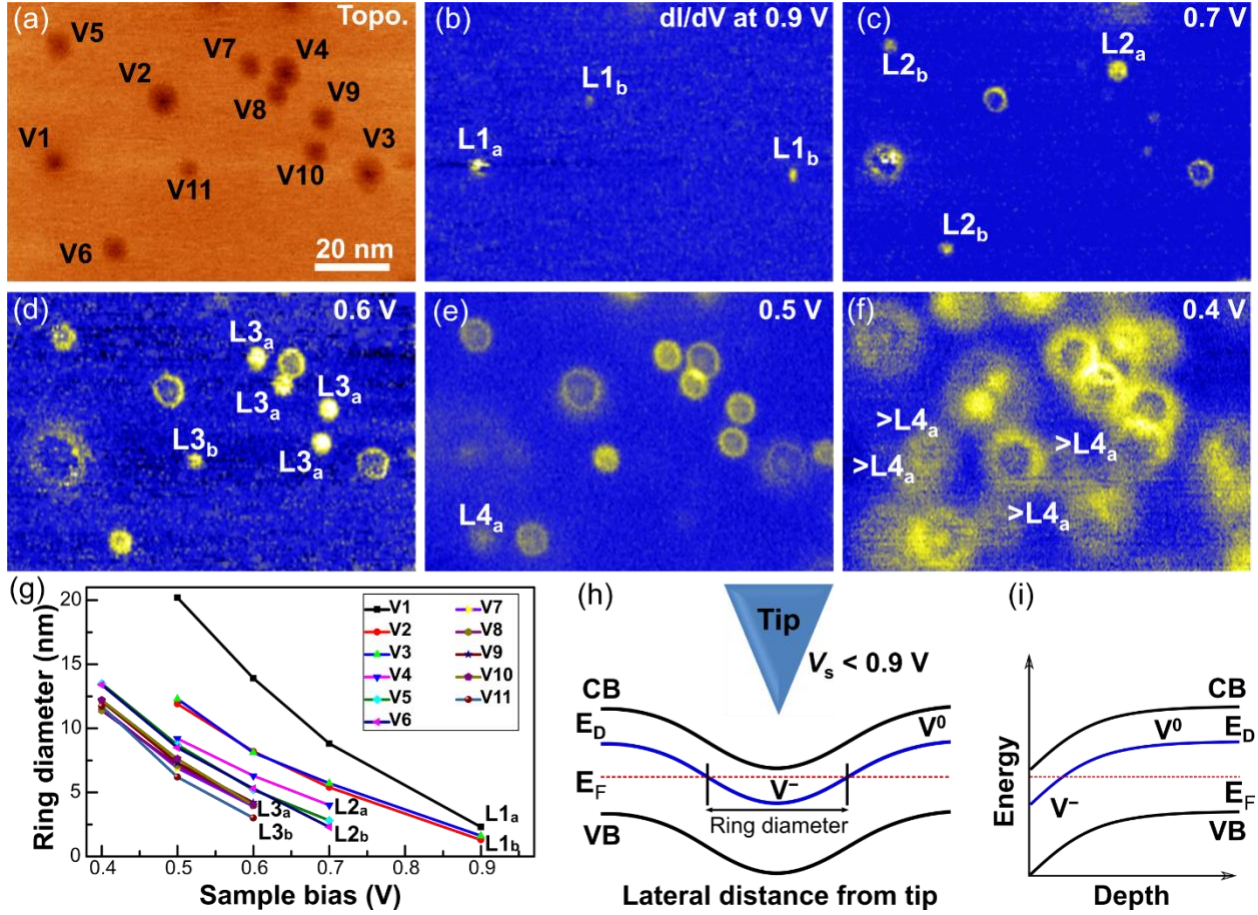 (a) Topo.
V5
V7 V4
V2
V8 V9
V1 V3
V11 V10
V6
20 nm
(b) dI/dV at 0.9 V
L1b
L1a L1b
(c) 0.7 V
L2a
L2b
L2b
(d) 0.6 V
L3a
L3a L3a
L3b L3a
(e) 0.5 V
L4a
(f) 0.4 V
>L4a >L4a
>L4a
>L4a
(g)
Ring diameter (nm)
20
15
10
5
0
0.4 0.5 0.6 0.7 0.8 0.9
Sample bias (V)
V1 V7
V2 V8
V3 V9
V4 V10
V5 V11
V6
L1a
L1b
L2a
L2b
L3a
L3b
(h)
Tip
Vs < 0.9 V
CB
ED V0
EF V−
Ring diameter
VB
Lateral distance from tip
(i)
Energy
CB
V0 ED
V− EF
VB
Depth